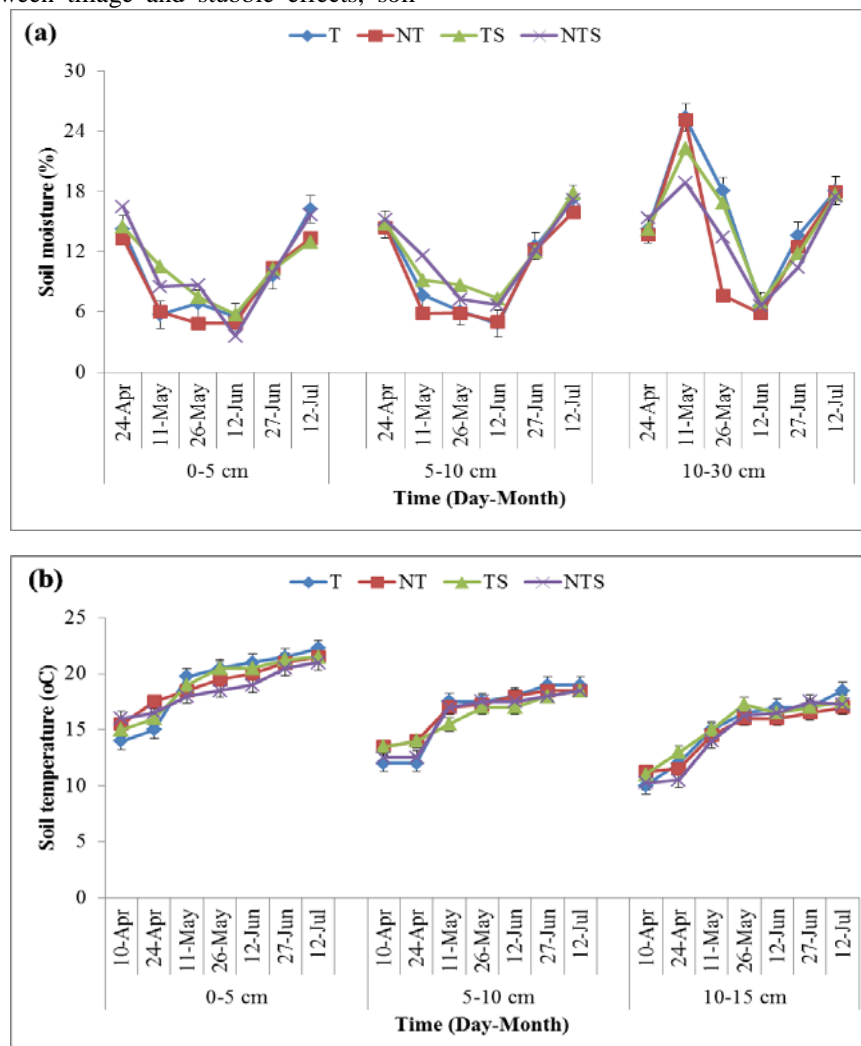 ween tillage and stubble effects, soil
(a)
T NT TS NTS
30
24
18
12
6
0
Soil moisture (%)
24-Apr 11-May 26-May 12-Jun 27-Jun 12-Jul 24-Apr 11-May 26-May 12-Jun 27-Jun 12-Jul 24-Apr 11-May 26-May 12-Jun 27-Jun 12-Jul
0-5 cm 5-10 cm 10-30 cm
Time (Day-Month)
(b)
T NT TS NTS
25
20
15
10
5
0
Soil temperature (oC)
10-Apr 24-Apr 11-May 26-May 12-Jun 27-Jun 12-Jul 10-Apr 24-Apr 11-May 26-May 12-Jun 27-Jun 12-Jul 10-Apr 24-Apr 11-May 26-May 12-Jun 27-Jun 12-Jul
0-5 cm 5-10 cm 10-15 cm
Time (Day-Month)